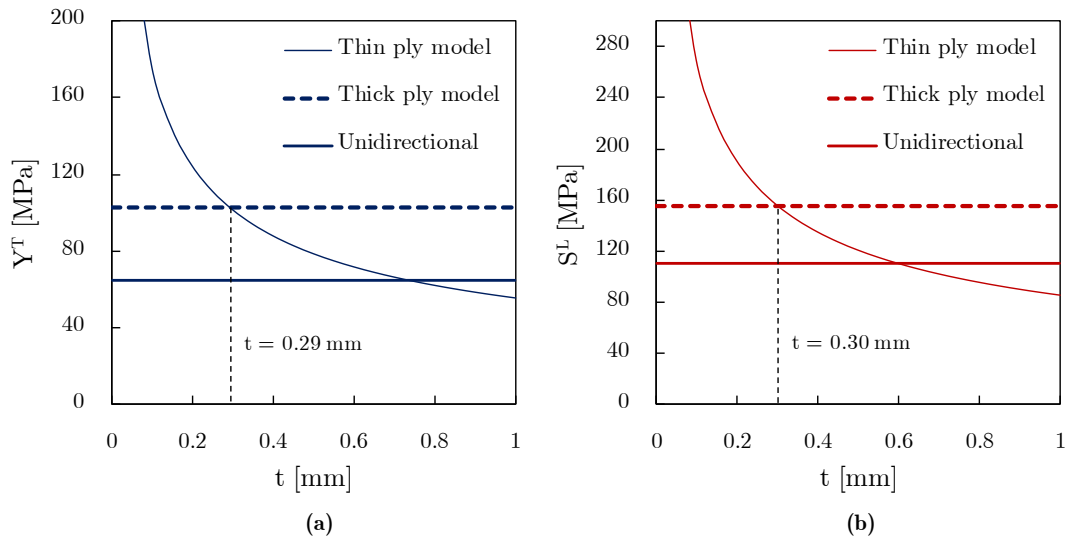 200
160
120
80
40
0
Y^T [MPa]
Thin ply model
Thick ply model
Unidirectional
t = 0.29 mm
0 0.2 0.4 0.6 0.8 1
t [mm]
(a)
280
240
200
160
120
80
40
0
S^L [MPa]
Thin ply model
Thick ply model
Unidirectional
t = 0.30 mm
0 0.2 0.4 0.6 0.8 1
t [mm]
(b)